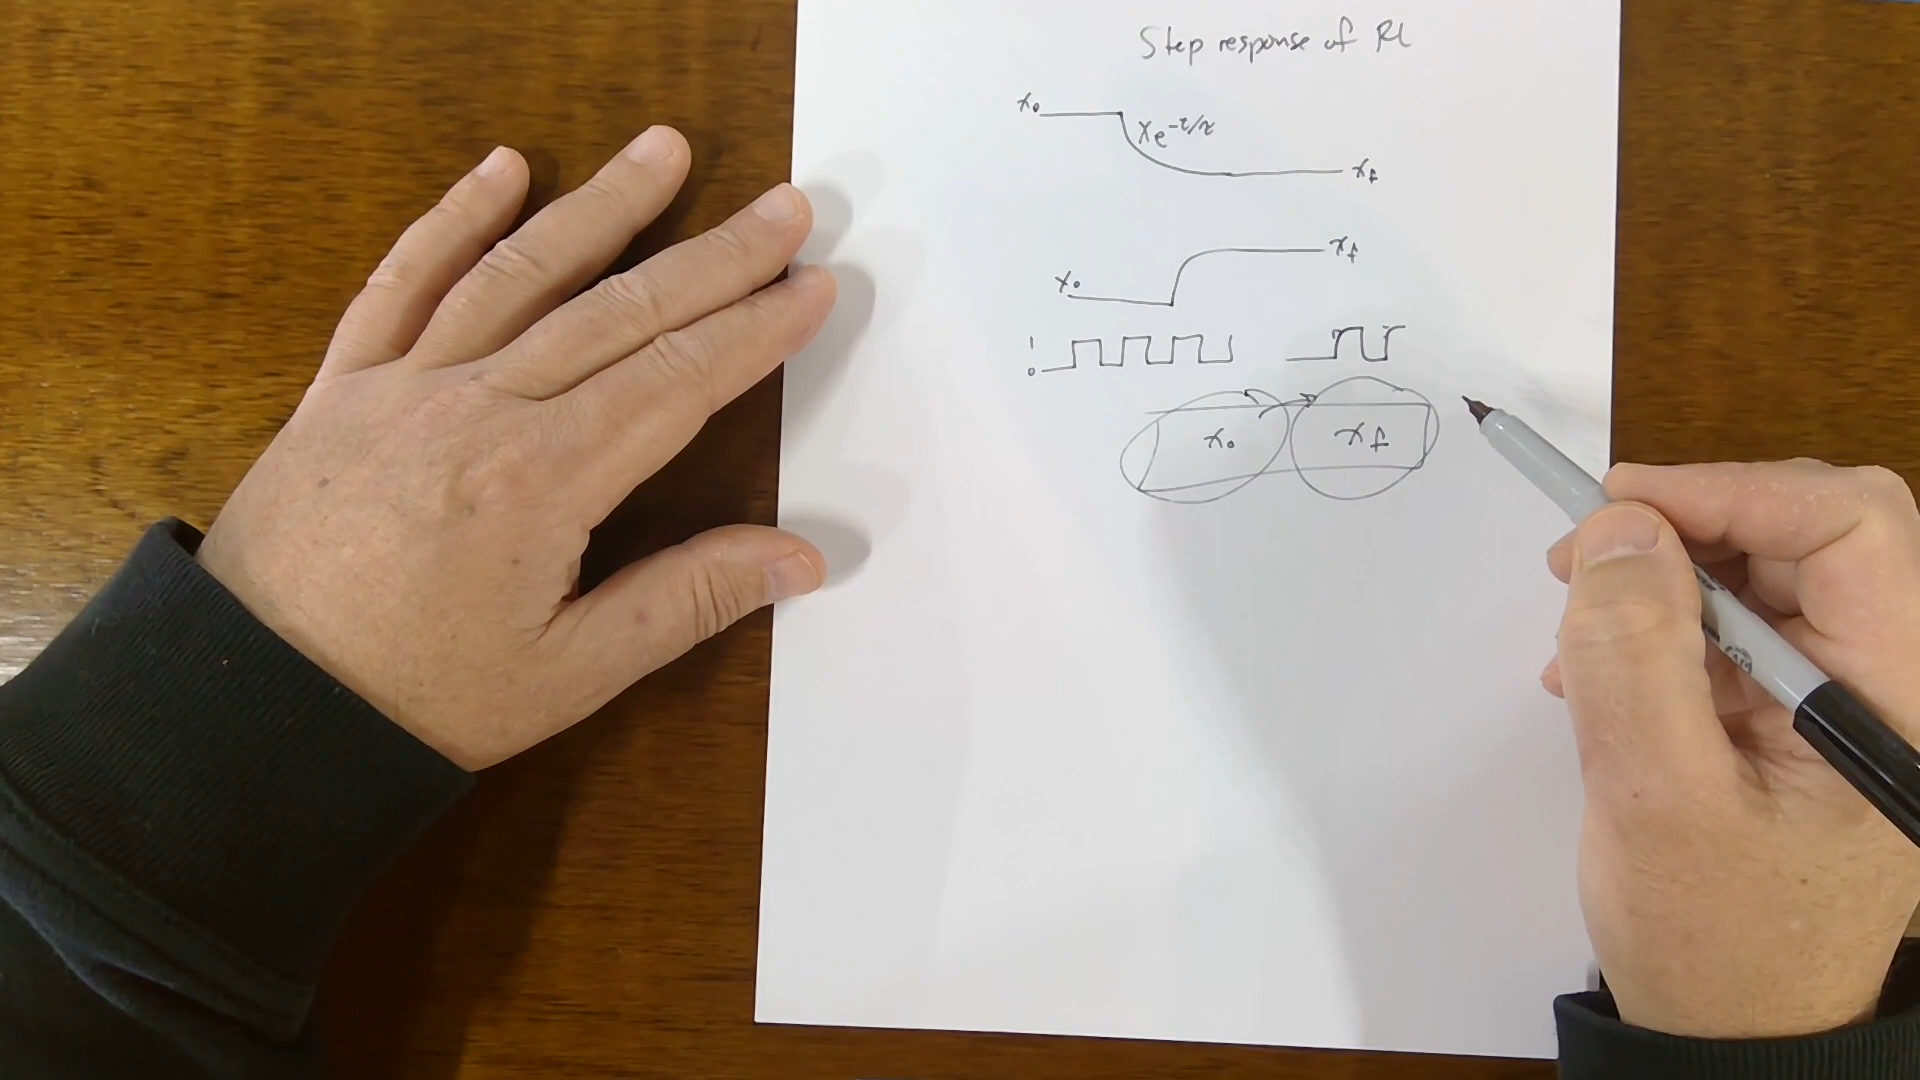 Step response of RL
x₀
Xe^-t/τ
x_f
x_f
x₀
1
0
x₀ x_f